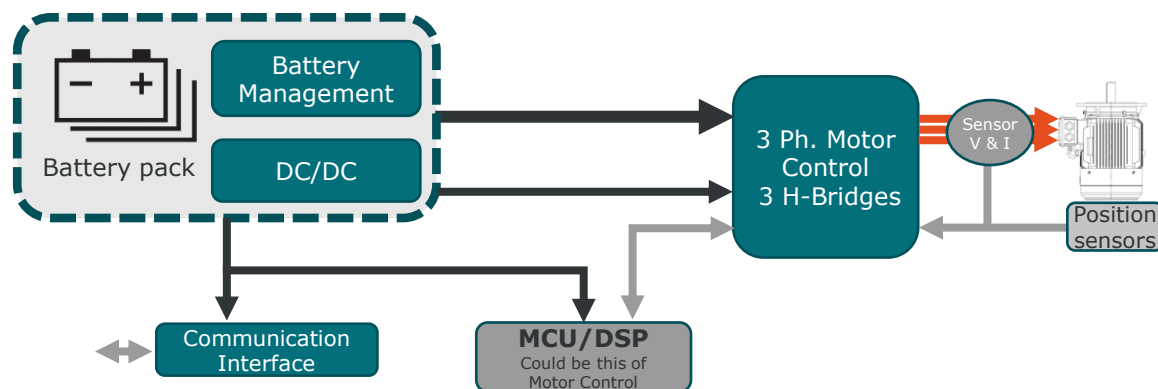 Battery
Management
Battery pack
DC/DC
3 Ph. Motor
Control
3 H-Bridges
Sensor
V & I
Position
sensors
Communication
Interface
MCU/DSP
Could be this of
Motor Control